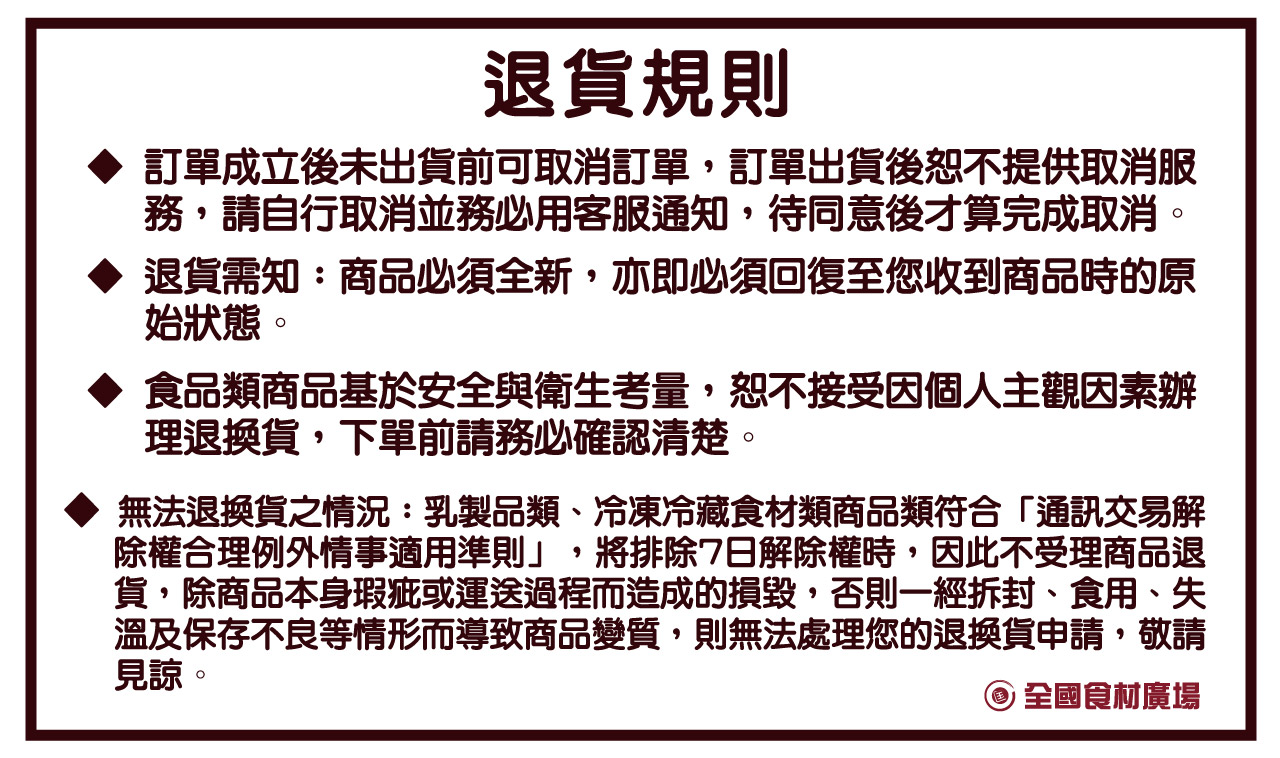 退貨規則
◆ 訂單成立後未出貨前可取消訂單，訂單出貨後恕不提供取消服
務，請自行取消並務必用客服通知，待同意後才算完成取消。
◆ 退貨需知：商品必須全新，亦即必須回復至您收到商品時的原
始狀態。
◆ 食品類商品基於安全與衛生考量，恕不接受因個人主觀因素辦
理退換貨，下單前請務必確認清楚。
◆ 無法退換貨之情況：乳製品類、冷凍冷藏食材類商品類符合「通訊交易解
除權合理例外情事適用準則」，將排除7日解除權時，因此不受理商品退
貨，除商品本身瑕疵或運送過程而造成的損毀，否則一經拆封、食用、失
溫及保存不良等情形而導致商品變質，則無法處理您的退換貨申請，敬請
見諒。
全國食材廣場